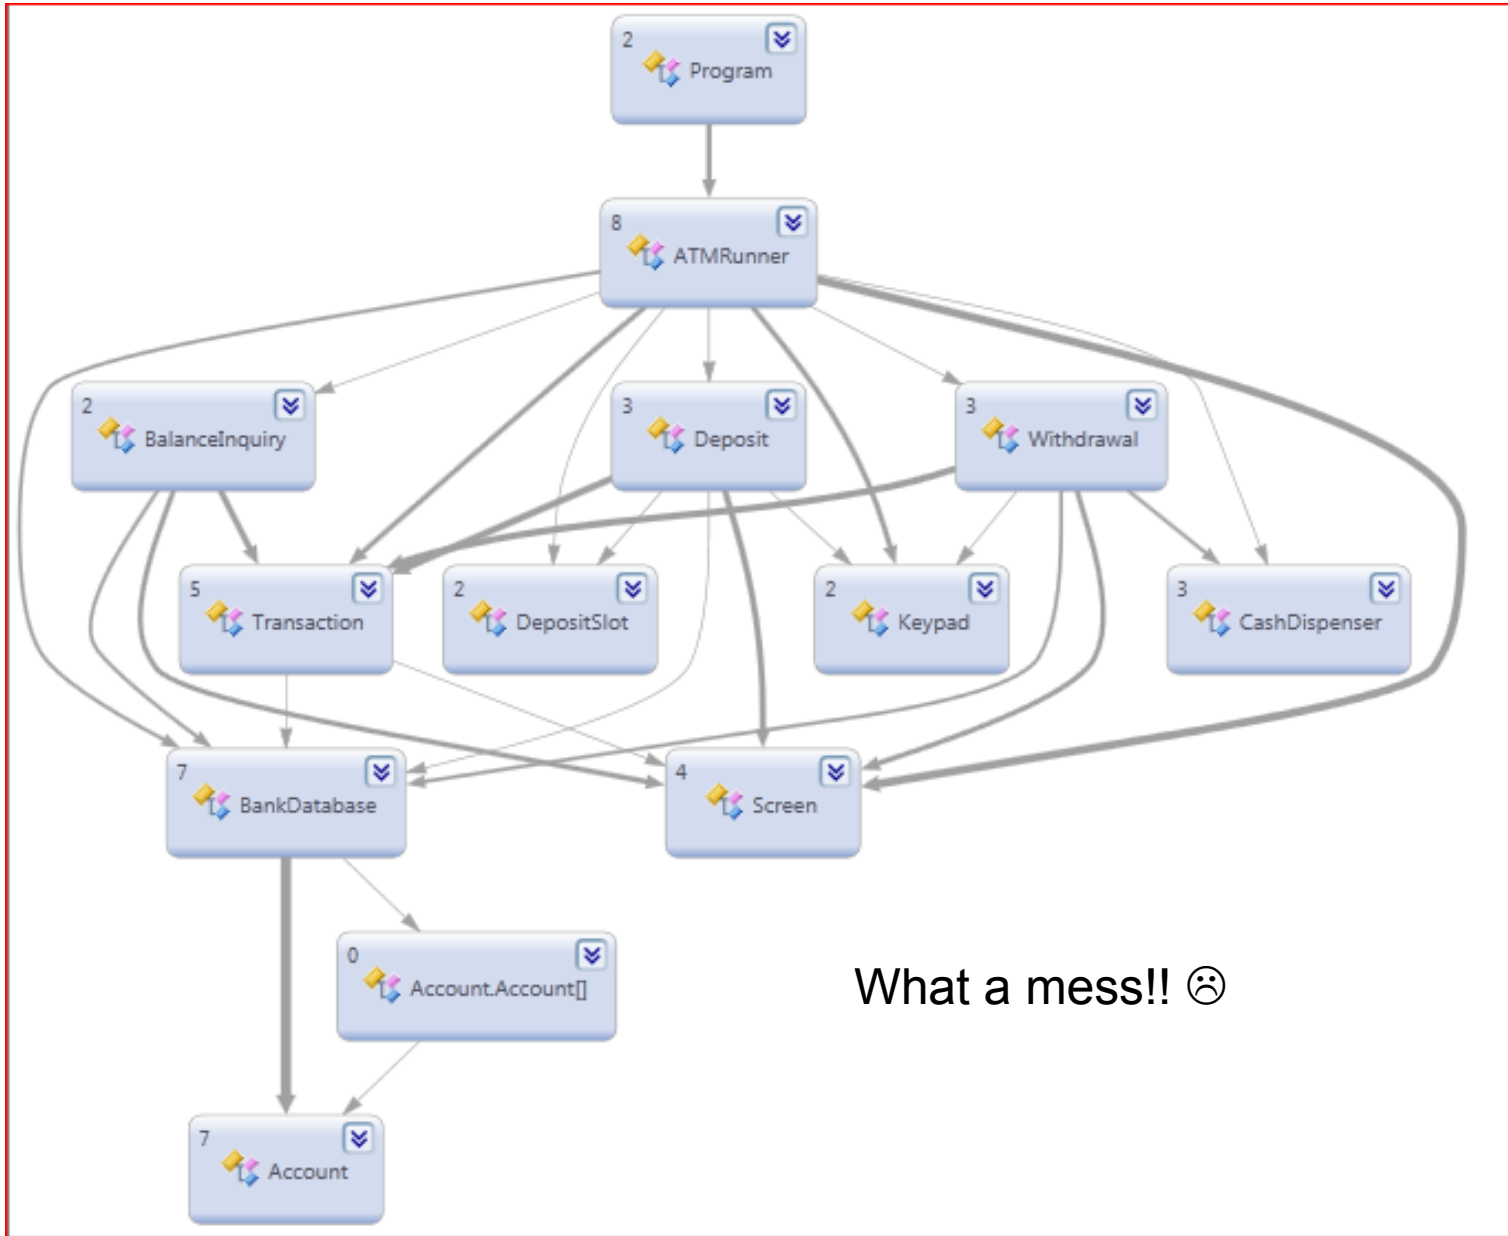 2
Program
8
ATMRunner
2
BalanceInquiry
3
Deposit
3
Withdrawal
5
Transaction
2
DepositSlot
2
Keypad
3
CashDispenser
7
BankDatabase
4
Screen
0
Account.Account[]
What a mess!! ☹
7
Account